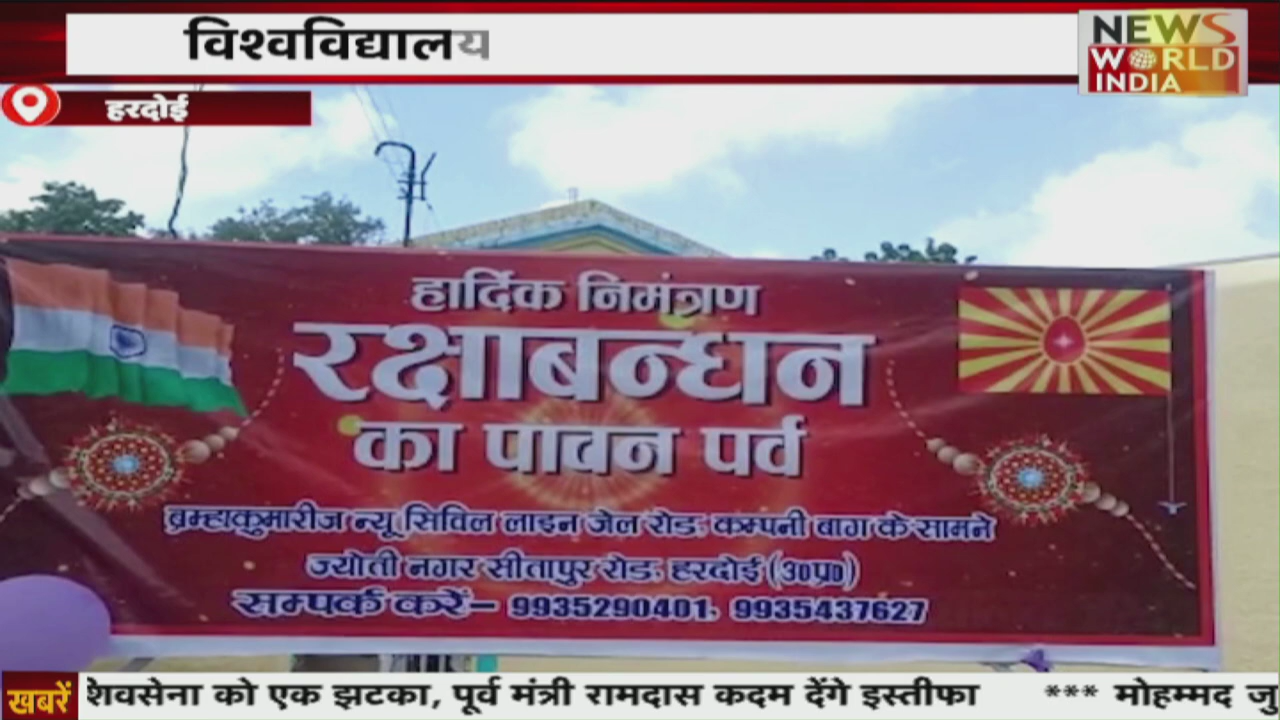 विश्वविद्यालय
NEWS
WORLD
INDIA
हरदोई
हार्दिक निमंत्रण
रक्षाबन्धन
का पावन पर्व
ब्रम्हाकुमारीज न्यू सिविल लाइन जेल रोड, कम्पनी बाग के सामने
ज्योती नगर सीतापुर रोड, हरदोई (उ0प्र0)
सम्पर्क करें– 9935290401, 9935437627
खबरें शिवसेना को एक झटका, पूर्व मंत्री रामदास कदम देंगे इस्तीफा *** मोहम्मद जु